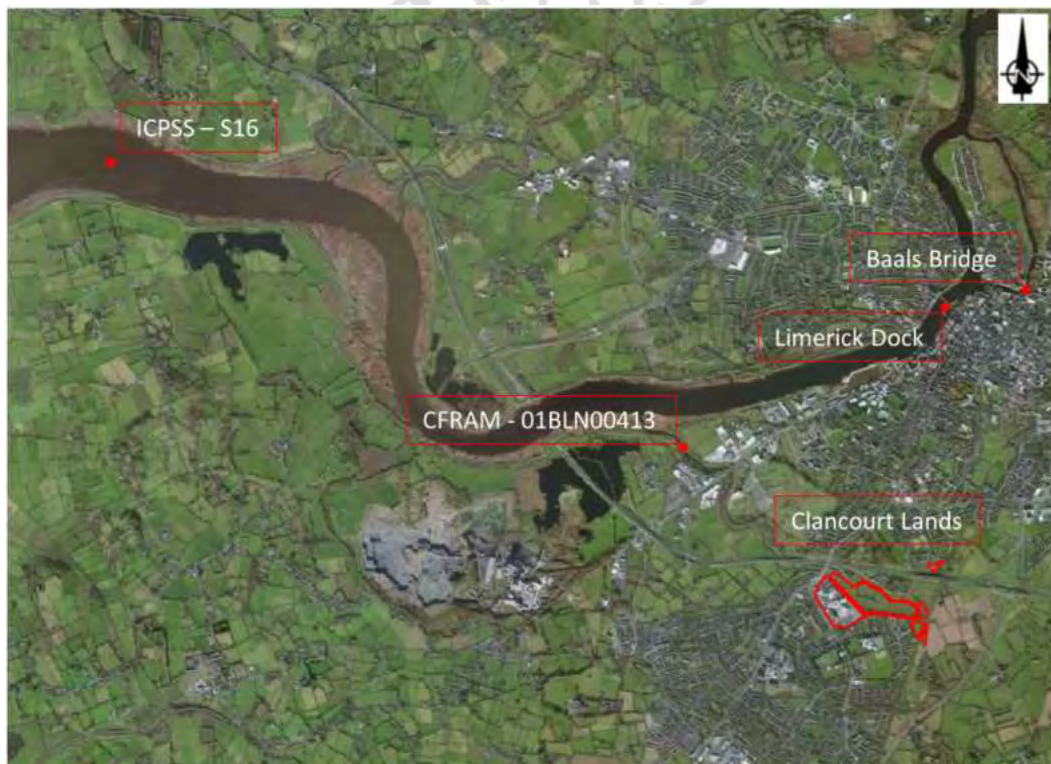 N
ICPSS – S16
Baals Bridge
Limerick Dock
CFRAM - 01BLN00413
Clancourt Lands